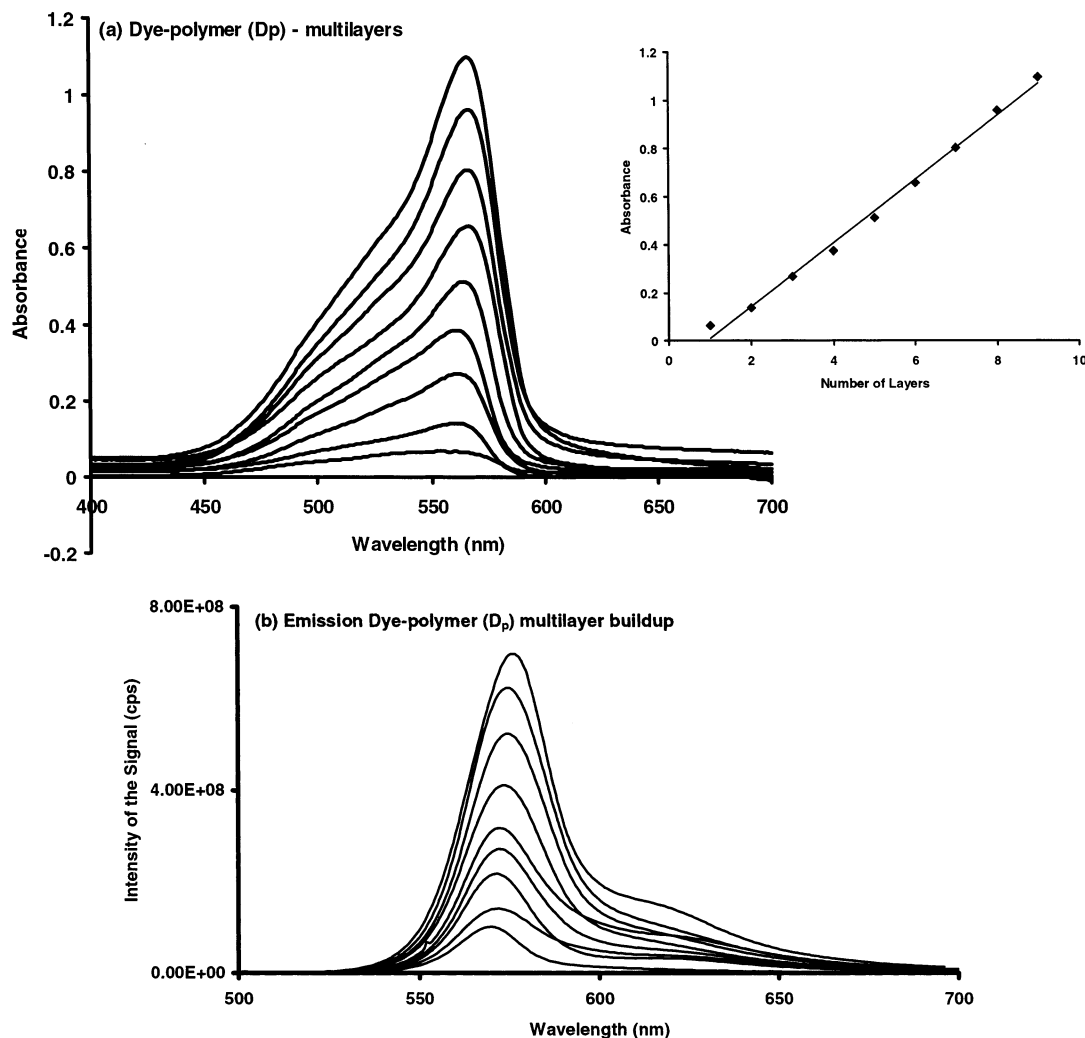 (a) Dye-polymer (Dp) - multilayers
1.2
1
0.8
0.6
0.4
0.2
0
-0.2
Absorbance
400 450 500 550 600 650 700
Wavelength (nm)
1.2
1
0.8
0.6
0.4
0.2
0
Absorbance
0 2 4 6 8 10
Number of Layers
(b) Emission Dye-polymer (Dp) multilayer buildup
8.00E+08
4.00E+08
0.00E+00
Intensity of the Signal (cps)
500 550 600 650 700
Wavelength (nm)